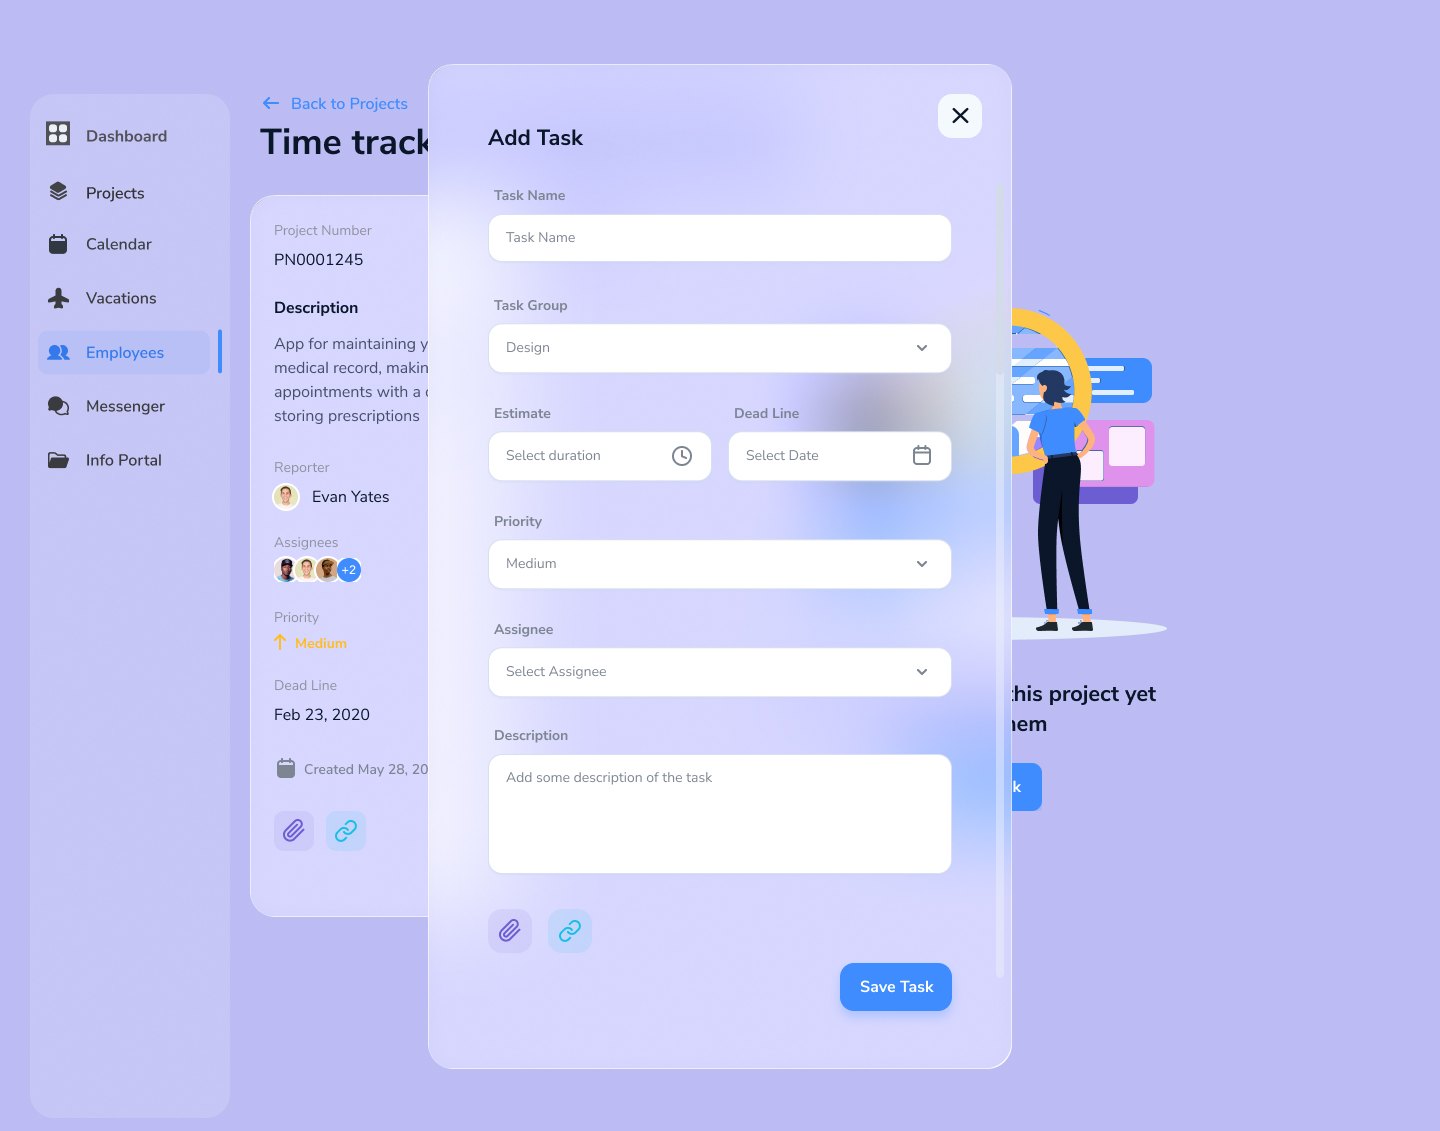 Dashboard
Projects
Calendar
Vacations
Employees
Messenger
Info Portal
Back to Projects
Time track
Project Number
PN0001245
Description
App for maintaining
medical record,
appointments with a
storing prescriptions
Reporter
Evan Yates
Assignees
+2
Priority
Medium
Dead Line
Feb 23, 2020
Created May 28, 20
Add Task
Task Name
Task Name
Task Group
Design
Estimate
Dead Line
Select duration
Select Date
Priority
Medium
Assignee
Select Assignee
Description
Add some description of the task
Save Task
this project yet